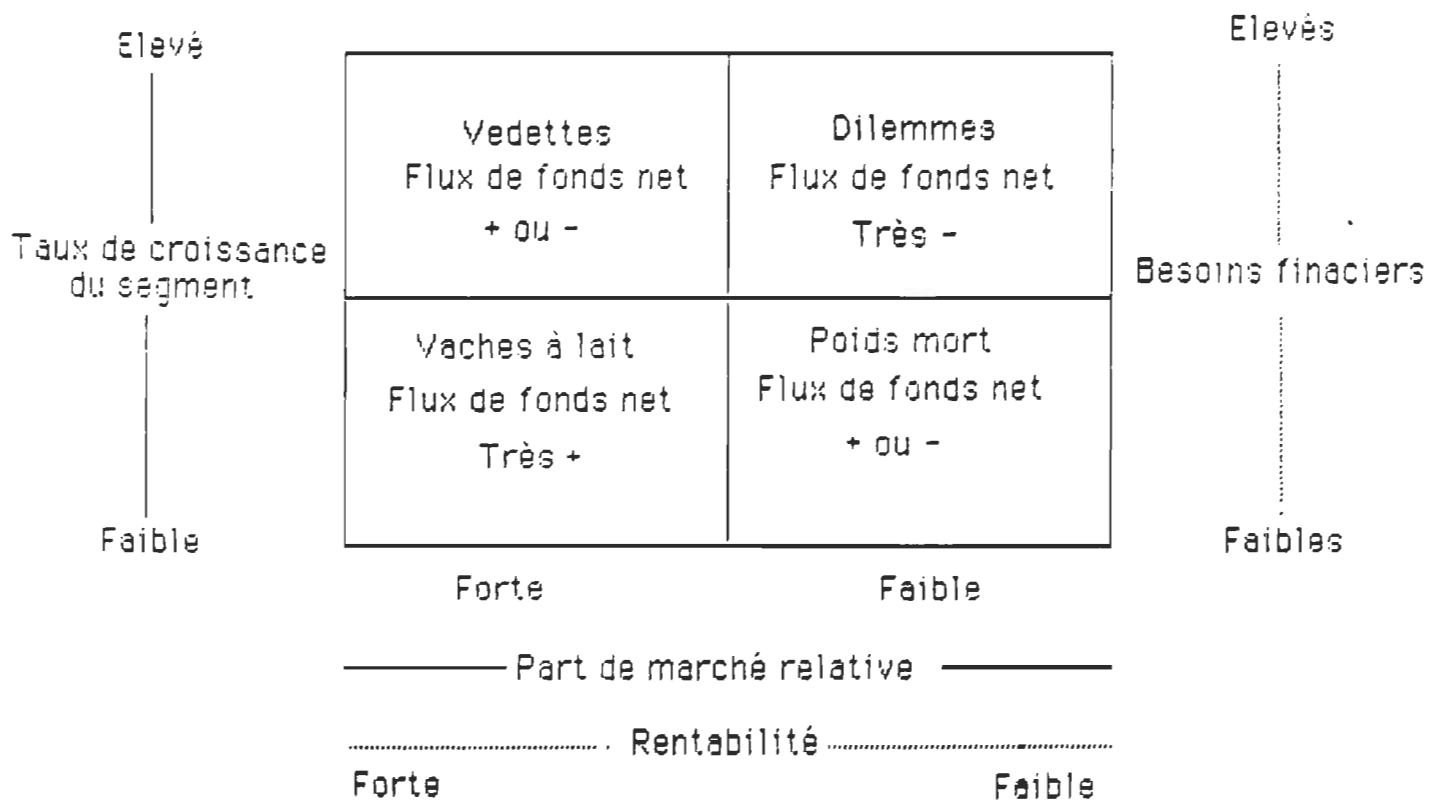 Elevé
Elevés
Vedettes
Flux de fonds net
+ ou -
Dilemmes
Flux de fonds net
Très -
Taux de croissance
du segment
Besoins finaciers
Vaches à lait
Flux de fonds net
Très +
Poids mort
Flux de fonds net
+ ou -
Faible
Faibles
Forte
Faible
Part de marché relative
Rentabilité
Forte
Faible